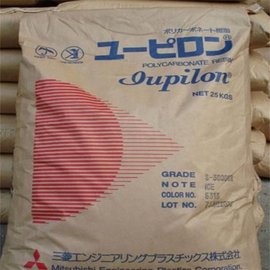 ポリカーボネート樹脂
ユーピロン®
POLYCARBONATE RESIN
Iupilon
NET 25KGS
GRADE
NOTE
COLOR NO. 5313
LOT NO.
三菱エンジニアリングプラスチックス株式会社
Mitsubishi Engineering-Plastics Corporation